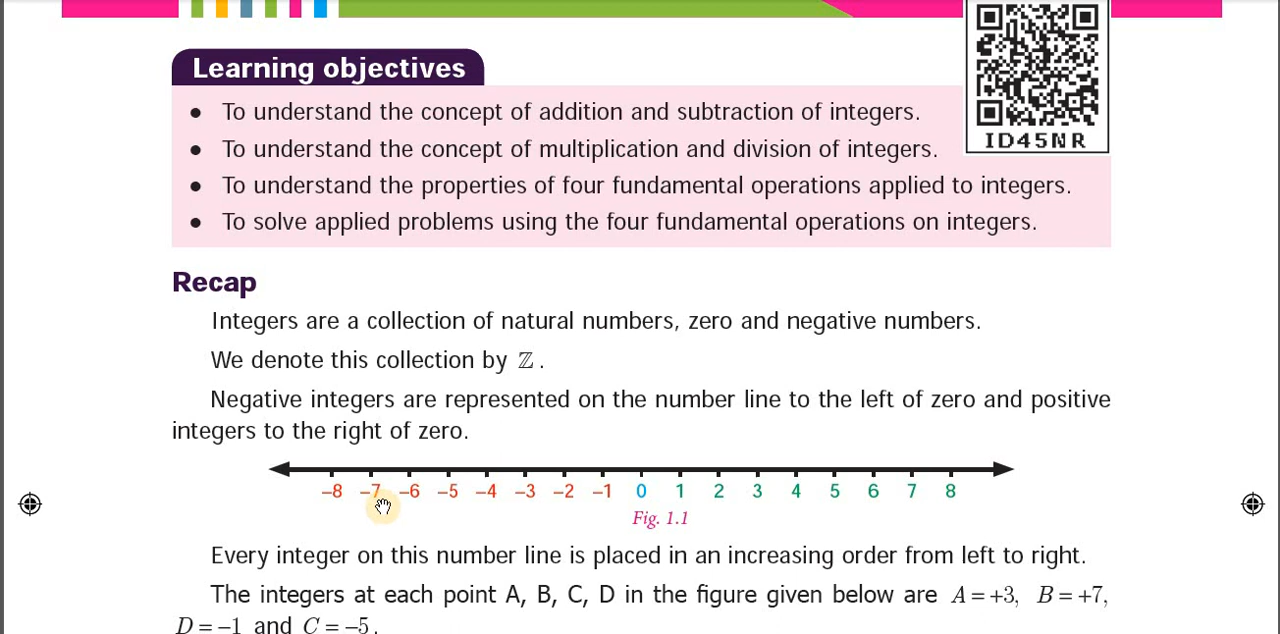 ID45NR
Learning objectives
● To understand the concept of addition and subtraction of integers.
● To understand the concept of multiplication and division of integers.
● To understand the properties of four fundamental operations applied to integers.
● To solve applied problems using the four fundamental operations on integers.
Recap
Integers are a collection of natural numbers, zero and negative numbers.
We denote this collection by ℤ.
Negative integers are represented on the number line to the left of zero and positive
integers to the right of zero.
–8 –7 –6 –5 –4 –3 –2 –1 0 1 2 3 4 5 6 7 8
Fig. 1.1
Every integer on this number line is placed in an increasing order from left to right.
The integers at each point A, B, C, D in the figure given below are A = +3, B = +7,
D = –1 and C = –5.